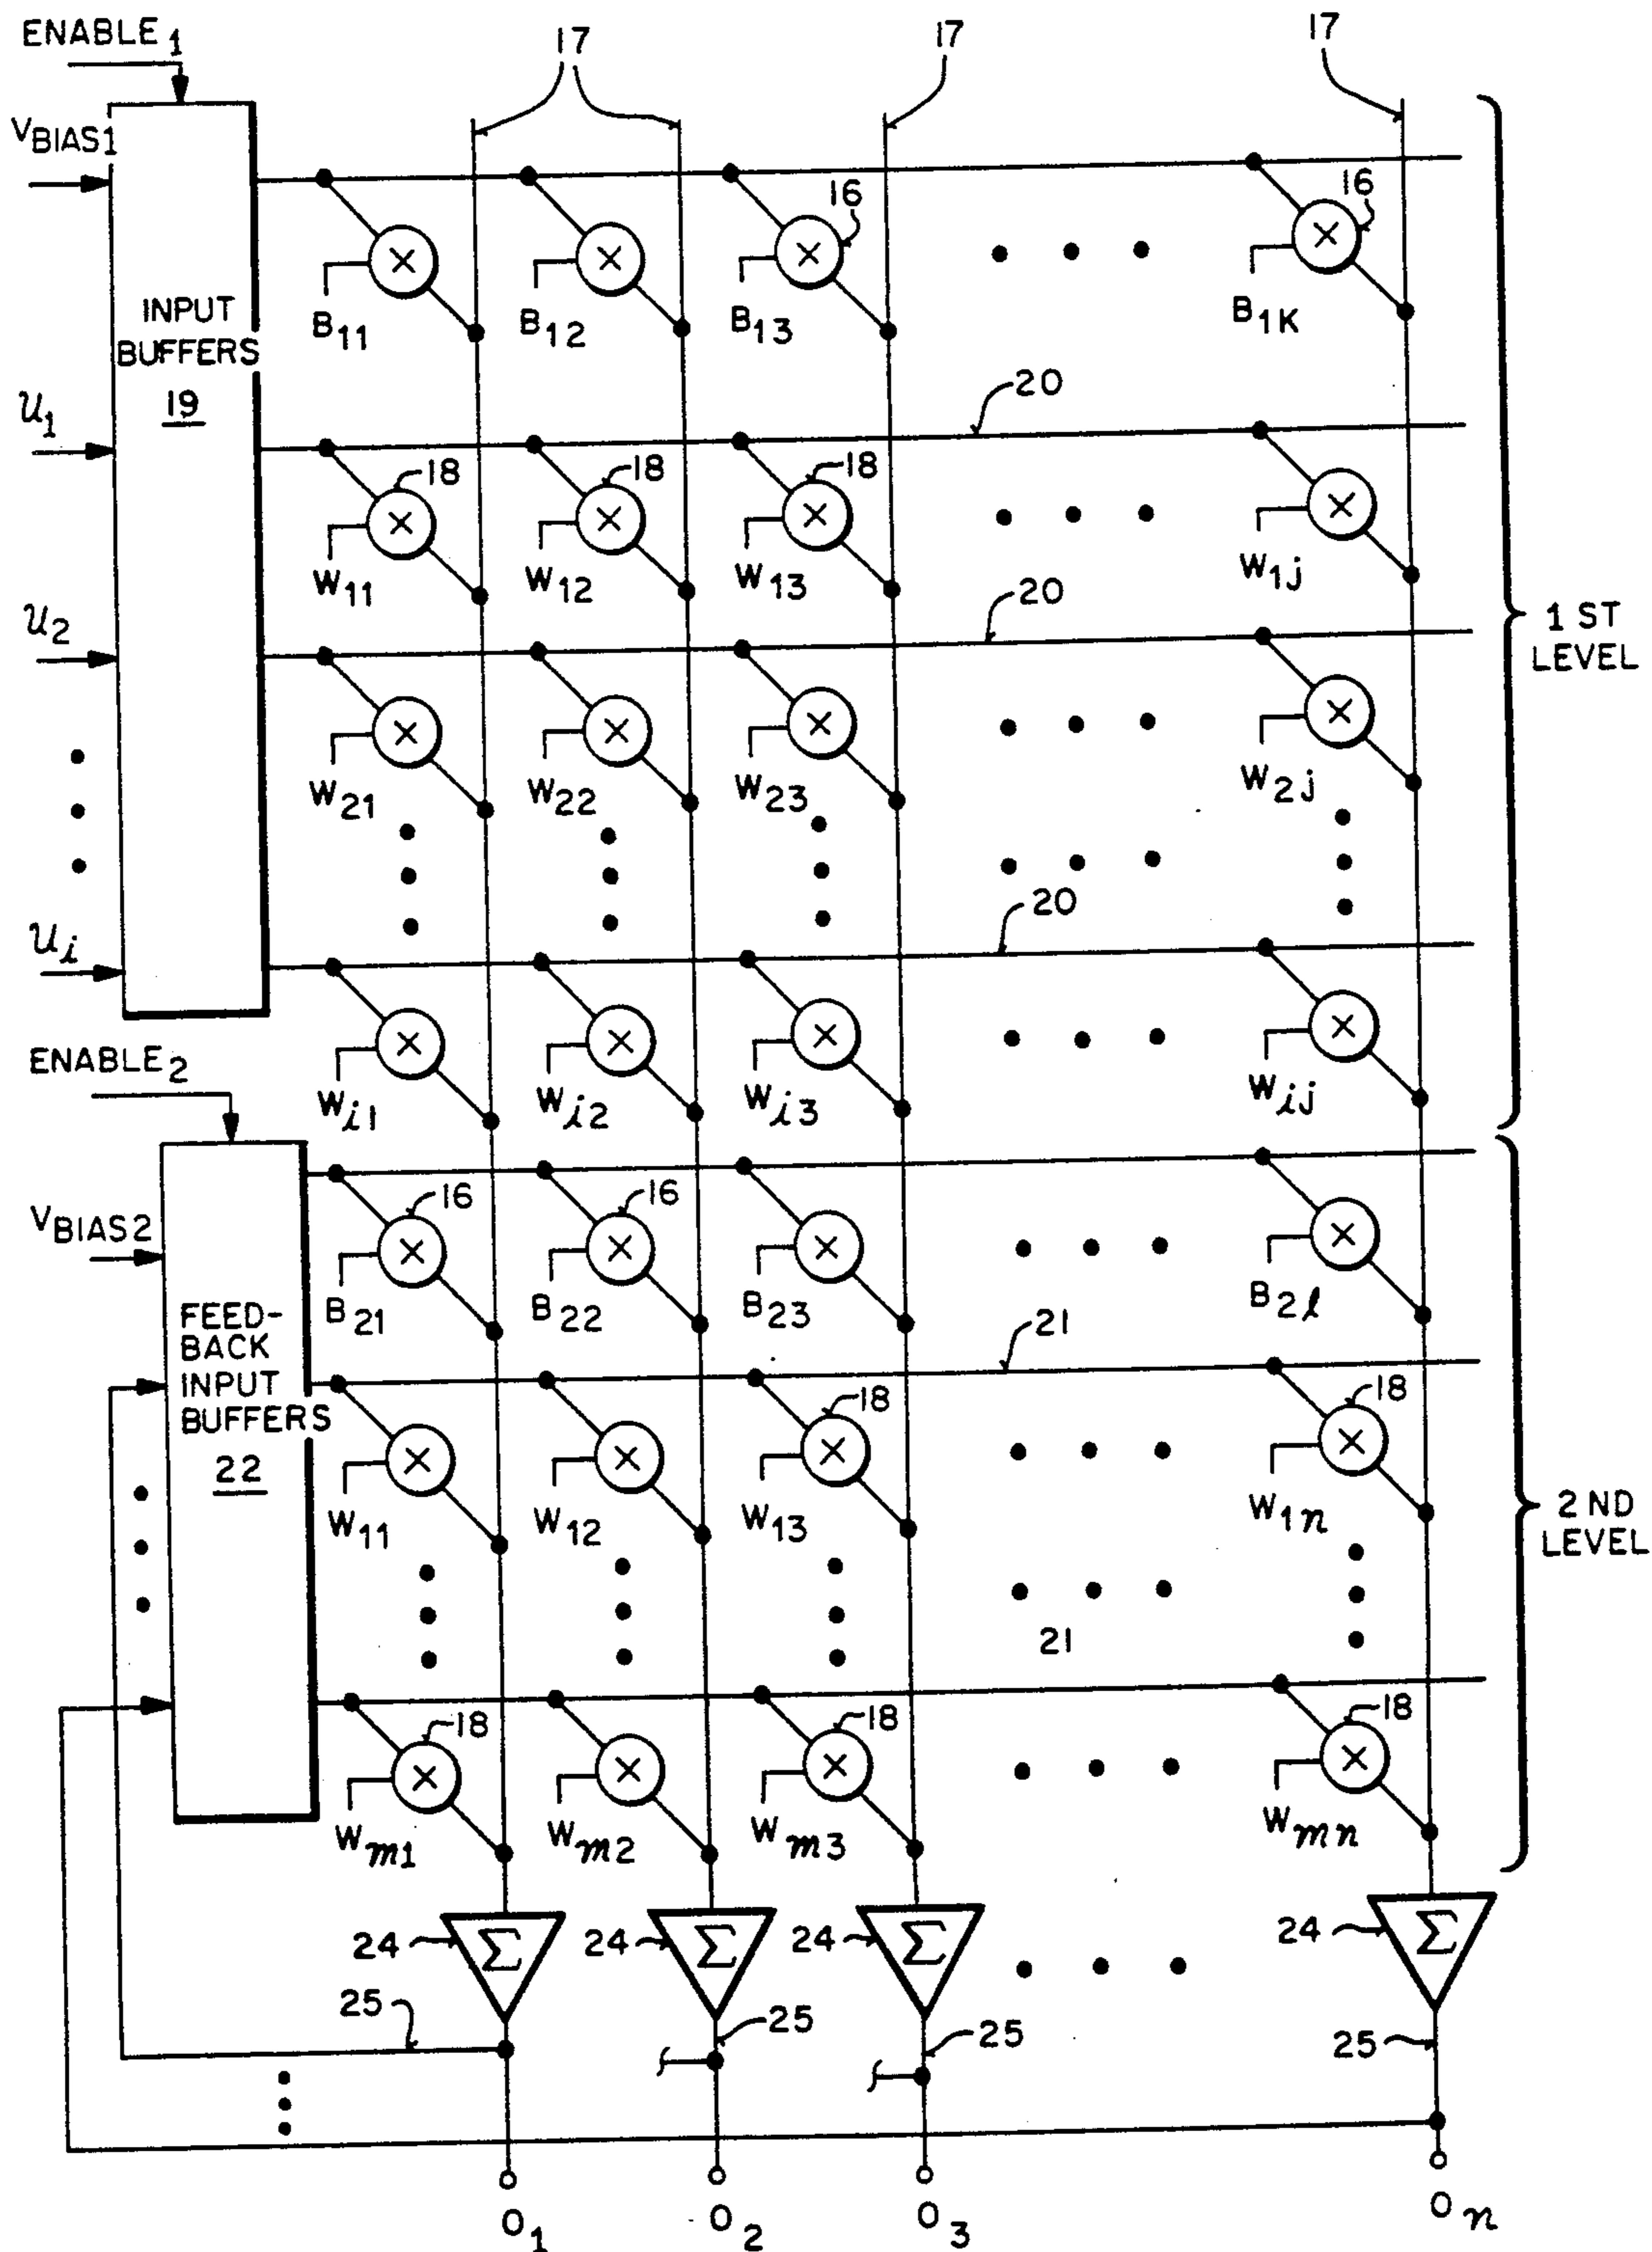 ENABLE1
17 17 17
VBIAS1
16 16
B11 B12 B13 B1K
INPUT
BUFFERS
19
20
U1
18 18 18
W11 W12 W13 W1j
20
U2
1 ST
LEVEL
W21 W22 W23 W2j
20
Ui
Wi1 Wi2 Wi3 Wij
ENABLE2
16 16
VBIAS2
B21 B22 B23 B2l
FEED-
BACK
INPUT
BUFFERS
22
21
18 18
W11 W12 W13 W1n
2 ND
LEVEL
21
18 18 18
Wm1 Wm2 Wm3 Wmn
Σ Σ Σ Σ
24 24 24 24
25 25 25 25
O1 O2 O3 On